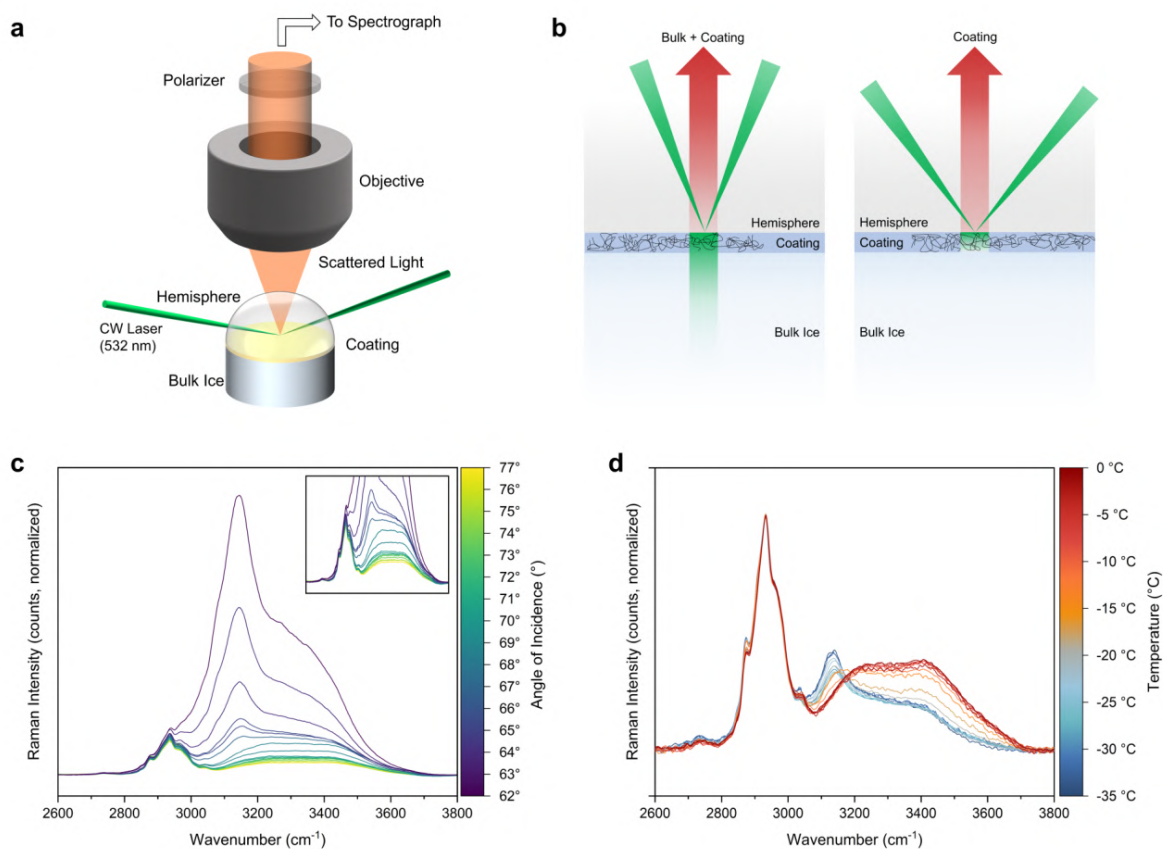 a
To Spectrograph
Polarizer
Objective
Scattered Light
Hemisphere
CW Laser
(532 nm)
Coating
Bulk Ice
b
Bulk + Coating
Coating
Hemisphere
Coating
Bulk Ice
Hemisphere
Coating
Bulk Ice
c
Raman Intensity (counts, normalized)
2600 2800 3000 3200 3400 3600 3800
Wavenumber (cm⁻¹)
77°
76°
75°
74°
73°
72°
71°
70°
69°
68°
67°
66°
65°
64°
63°
62°
Angle of Incidence (°)
d
Raman Intensity (counts, normalized)
2600 2800 3000 3200 3400 3600 3800
Wavenumber (cm⁻¹)
0 °C
-5 °C
-10 °C
-15 °C
-20 °C
-25 °C
-30 °C
-35 °C
Temperature (°C)